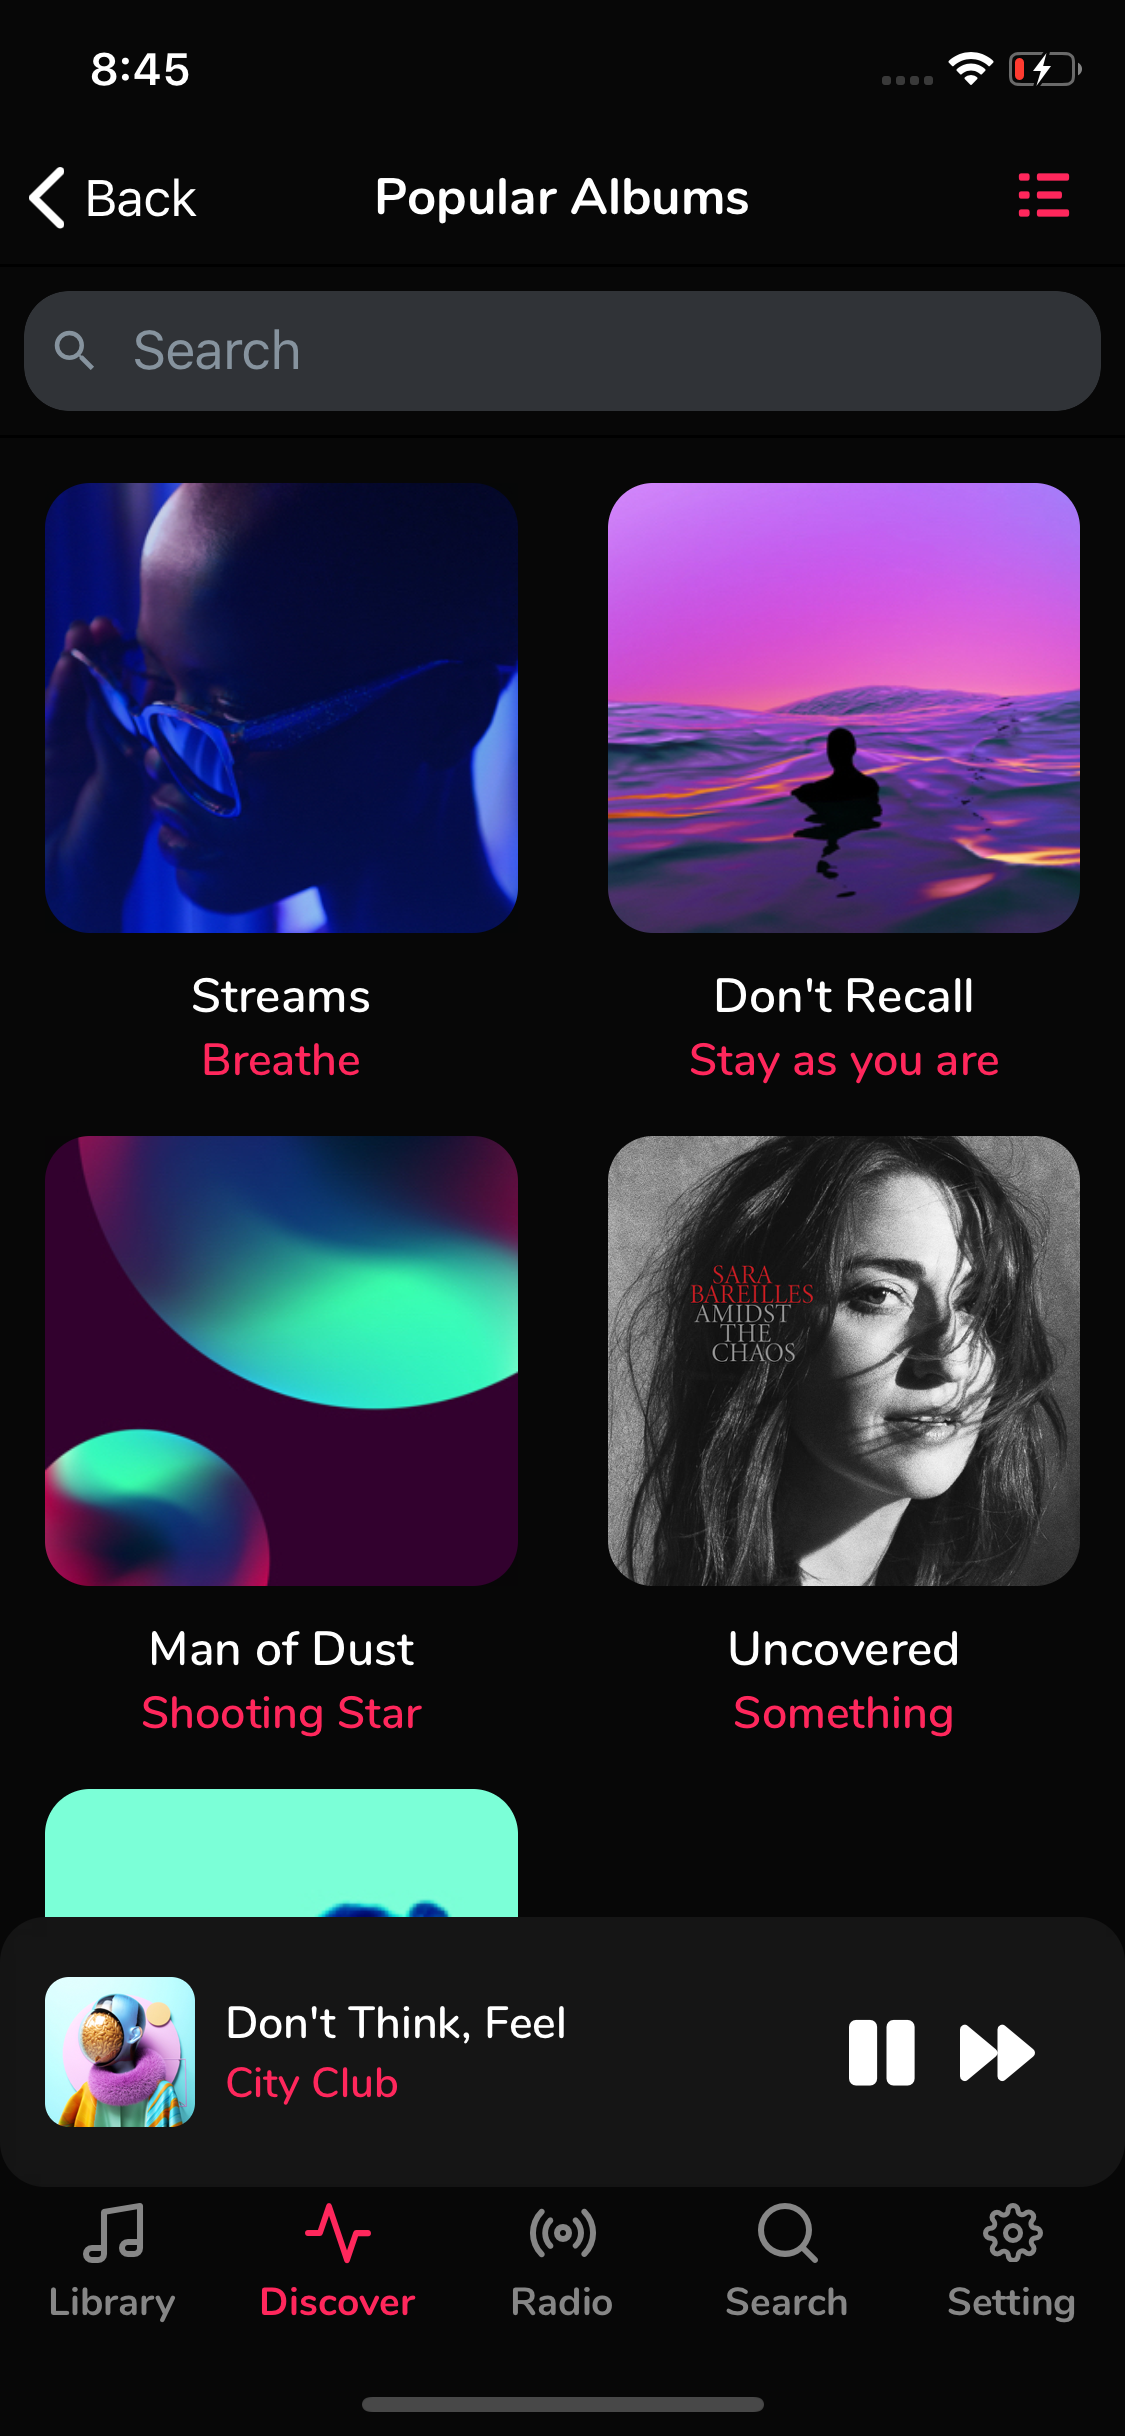 8:45
Back
Popular Albums
Search
Streams
Breathe
Don't Recall
Stay as you are
SARA
BAREILLES
AMIDST
THE
CHAOS
Man of Dust
Shooting Star
Uncovered
Something
Don't Think, Feel
City Club
Library
Discover
Radio
Search
Setting